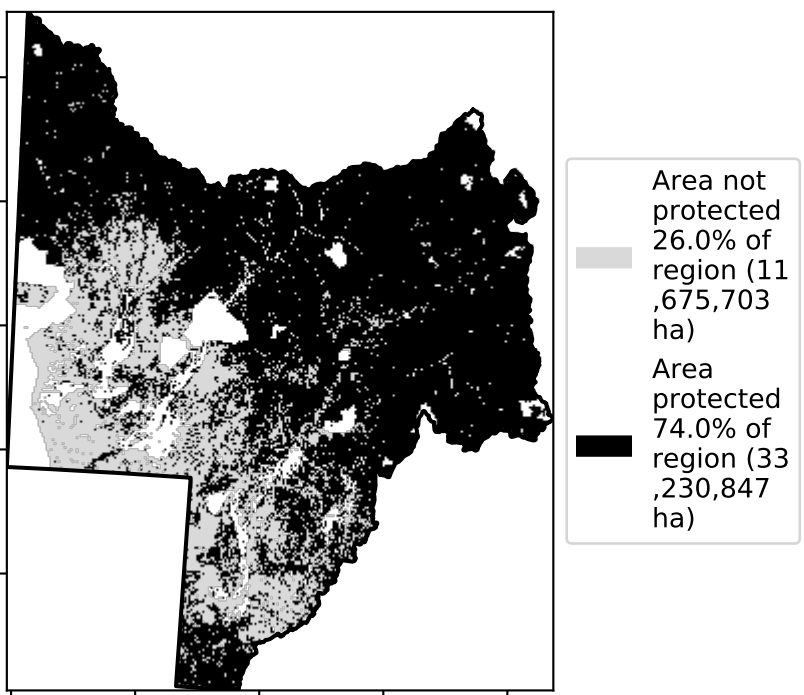 Area not
protected
26.0% of
region (11
,675,703
ha)
Area
protected
74.0% of
region (33
,230,847
ha)